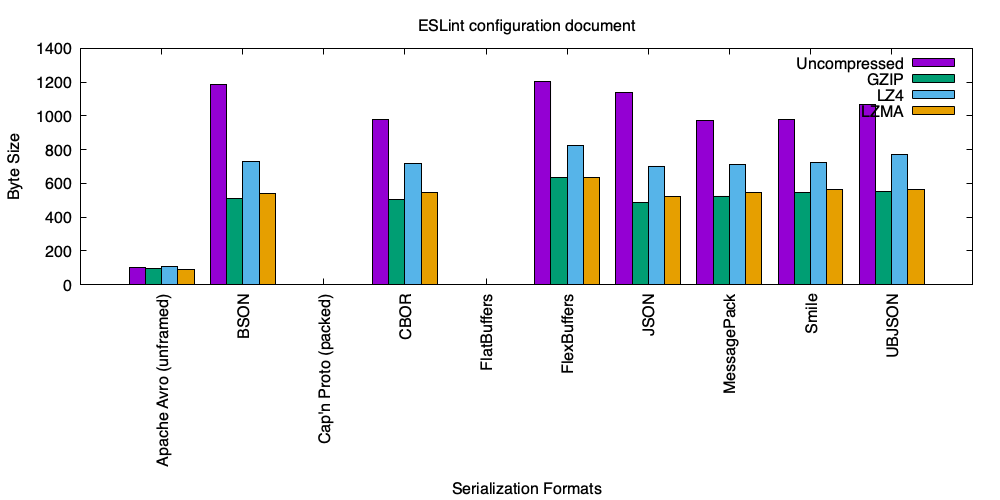 ESLint configuration document
Byte Size
1400
1200
1000
800
600
400
200
0
Uncompressed
GZIP
LZ4
LZMA
Apache Avro (unframed)
BSON
Cap'n Proto (packed)
CBOR
FlatBuffers
FlexBuffers
JSON
MessagePack
Smile
UBJSON
Serialization Formats